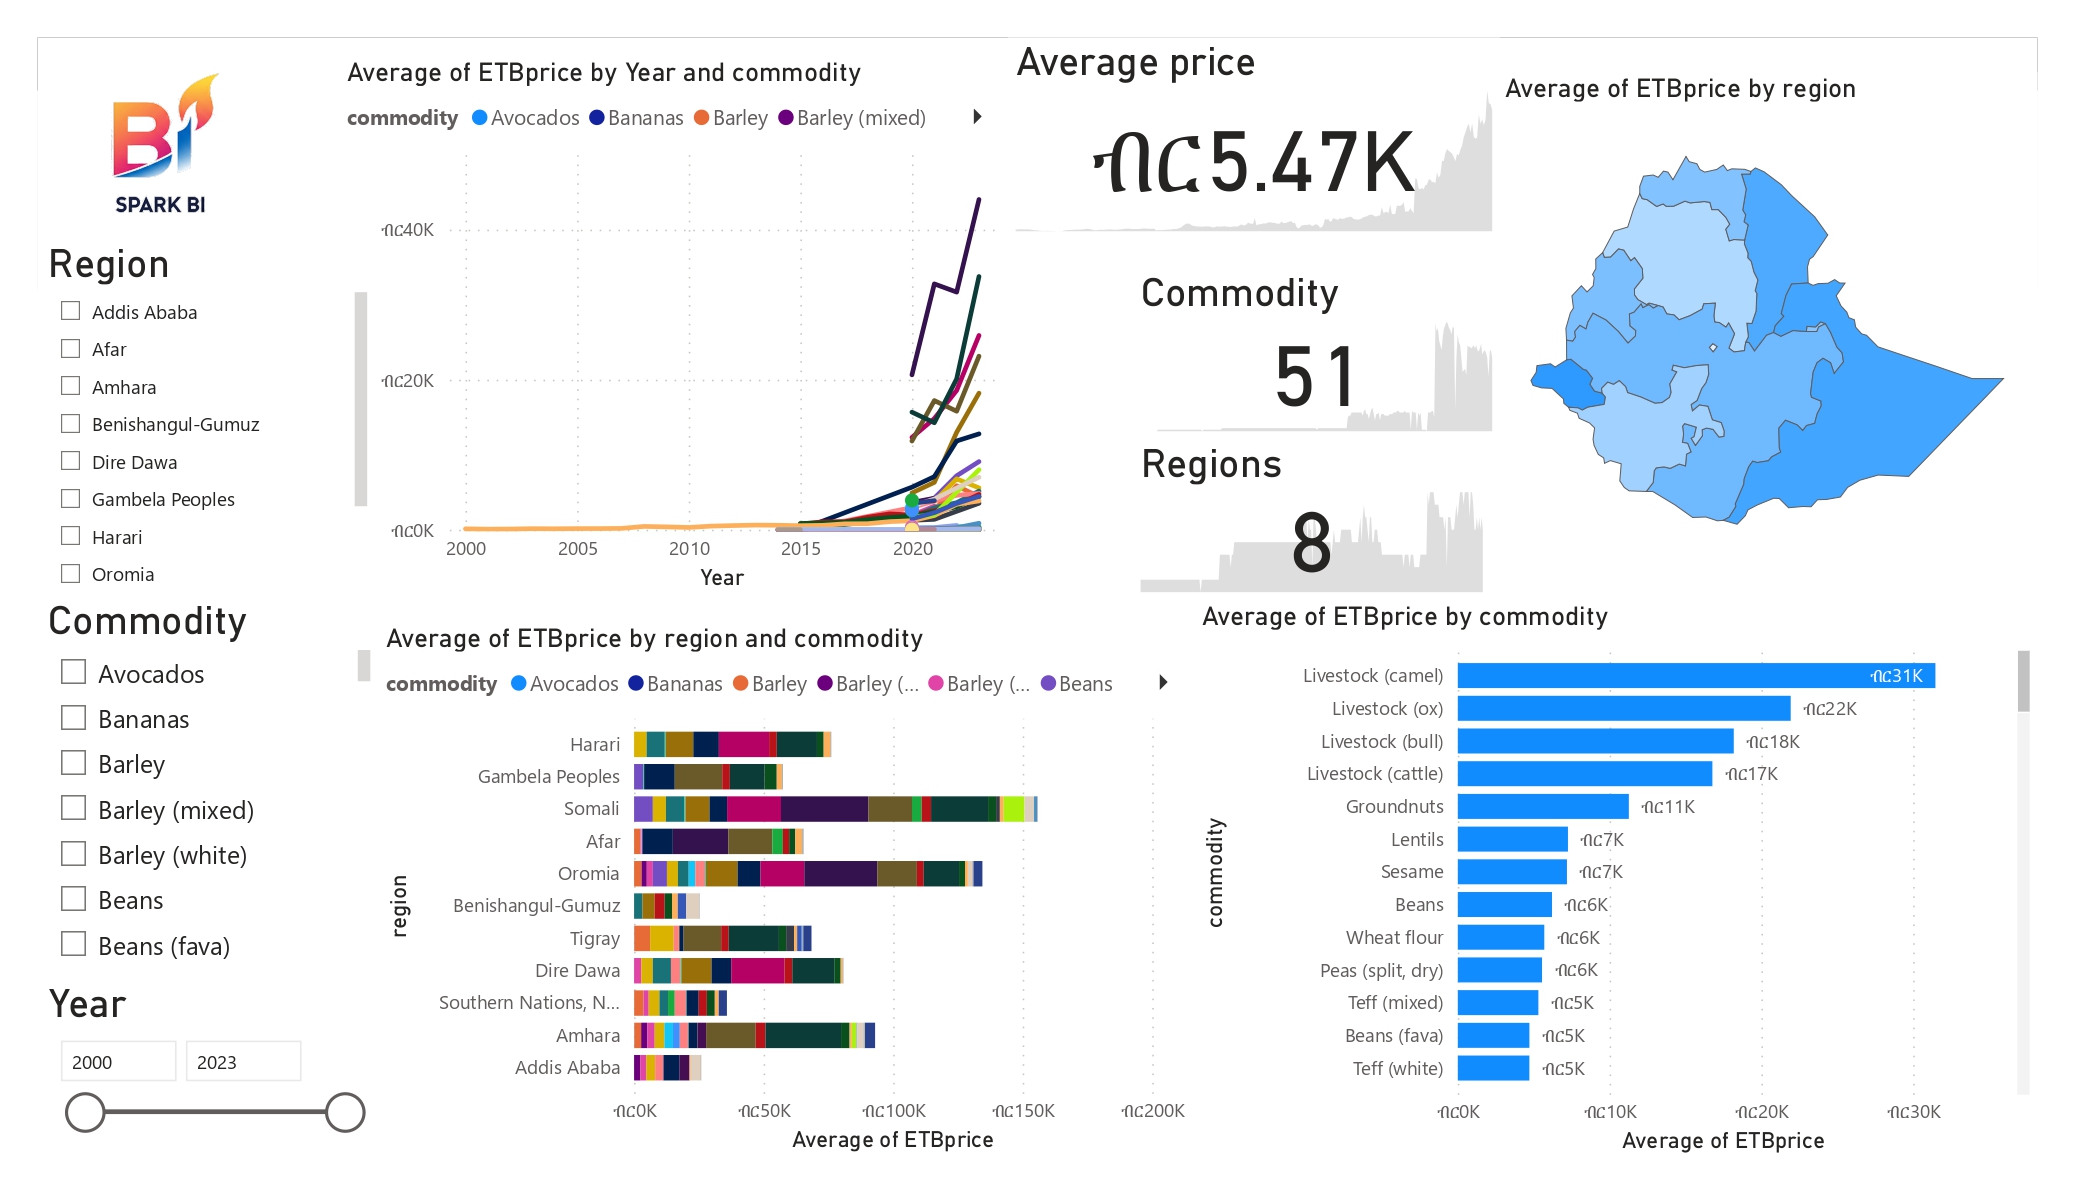 BI
SPARK BI
Region
Addis Ababa
Afar
Amhara
Benishangul-Gumuz
Dire Dawa
Gambela Peoples
Harari
Oromia
Commodity
Avocados
Bananas
Barley
Barley (mixed)
Barley (white)
Beans
Beans (fava)
Year
2000 2023
Average of ETBprice by Year and commodity
commodity Avocados Bananas Barley Barley (mixed)
ብር40K
ብር20K
ብር0K
2000 2005 2010 2015 2020
Year
Average price
ብር5.47K
Commodity
51
Regions
8
Average of ETBprice by region
Average of ETBprice by region and commodity
commodity Avocados Bananas Barley Barley (... Barley (... Beans
region
Harari
Gambela Peoples
Somali
Afar
Oromia
Benishangul-Gumuz
Tigray
Dire Dawa
Southern Nations, N...
Amhara
Addis Ababa
ብር0K ብር50K ብር100K ብር150K ብር200K
Average of ETBprice
Average of ETBprice by commodity
commodity
Livestock (camel) ብር31K
Livestock (ox) ብር22K
Livestock (bull) ብር18K
Livestock (cattle) ብር17K
Groundnuts ብር11K
Lentils ብር7K
Sesame ብር7K
Beans ብር6K
Wheat flour ብር6K
Peas (split, dry) ብር6K
Teff (mixed) ብር5K
Beans (fava) ብር5K
Teff (white) ብር5K
ብር0K ብር10K ብር20K ብር30K
Average of ETBprice